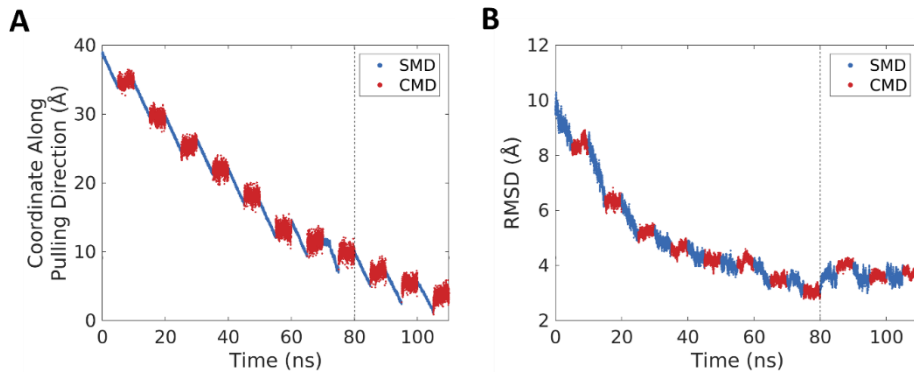 A
Coordinate Along
Pulling Direction (Å)
40
30
20
10
0
0 20 40 60 80 100
Time (ns)
SMD
CMD
B
RMSD (Å)
12
10
8
6
4
2
0 20 40 60 80 100
Time (ns)
SMD
CMD